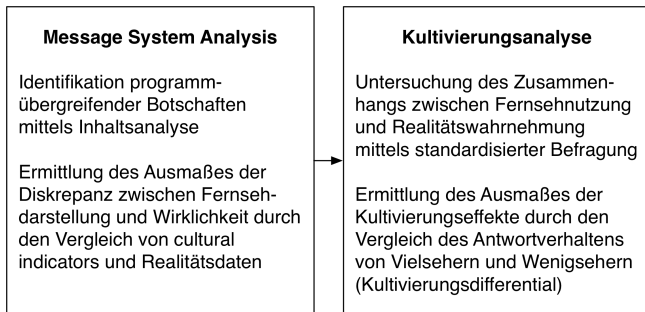 Message System Analysis
Identifikation programm-
übergreifender Botschaften
mittels Inhaltsanalyse
Ermittlung des Ausmaßes der
Diskrepanz zwischen Fernseh-
darstellung und Wirklichkeit durch
den Vergleich von cultural
indicators und Realitätsdaten
Kultivierungsanalyse
Untersuchung des Zusammen-
hangs zwischen Fernsehnutzung
und Realitätswahrnehmung
mittels standardisierter Befragung
Ermittlung des Ausmaßes der
Kultivierungseffekte durch den
Vergleich des Antwortverhaltens
von Vielsehern und Wenigsehern
(Kultivierungsdifferential)